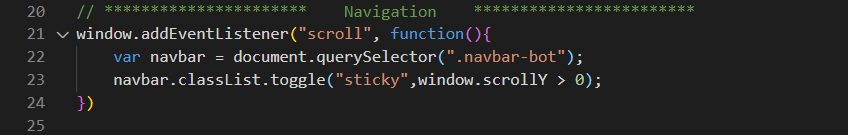 20 // ********************** Navigation ************************
21 window.addEventListener("scroll", function(){
22 var navbar = document.querySelector(".navbar-bot");
23 navbar.classList.toggle("sticky",window.scrollY > 0);
24 })
25